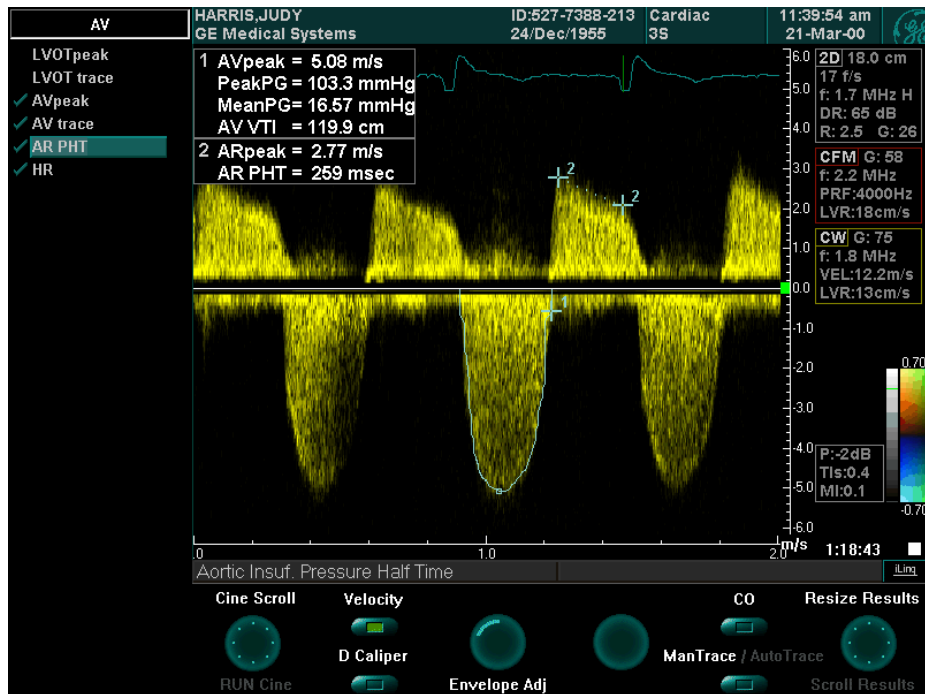 AV
HARRIS,JUDY
GE Medical Systems
ID:527-7388-213
24/Dec/1955
Cardiac
3S
11:39:54 am
21-Mar-00
LVOTpeak
LVOT trace
AVpeak
AV trace
AR PHT
HR
1 AVpeak = 5.08 m/s
PeakPG = 103.3 mmHg
MeanPG = 16.57 mmHg
AV VTI = 119.9 cm
2 ARpeak = 2.77 m/s
AR PHT = 259 msec
2
2
1
6.0
5.0
4.0
3.0
2.0
1.0
0.0
-1.0
-2.0
-3.0
-4.0
-5.0
-6.0
m/s
.0
1.0
2.0
2D 18.0 cm
17 f/s
f: 1.7 MHz H
DR: 65 dB
R: 2.5 G: 26
CFM G: 58
f: 2.2 MHz
PRF:4000Hz
LVR:18cm/s
CW G: 75
f: 1.8 MHz
VEL:12.2m/s
LVR:13cm/s
0.70
-0.70
P:-2dB
TIs:0.4
MI:0.1
1:18:43
Aortic Insuf. Pressure Half Time
iLinq
Cine Scroll
Velocity
CO
Resize Results
D Caliper
ManTrace / AutoTrace
RUN Cine
Envelope Adj
Scroll Results